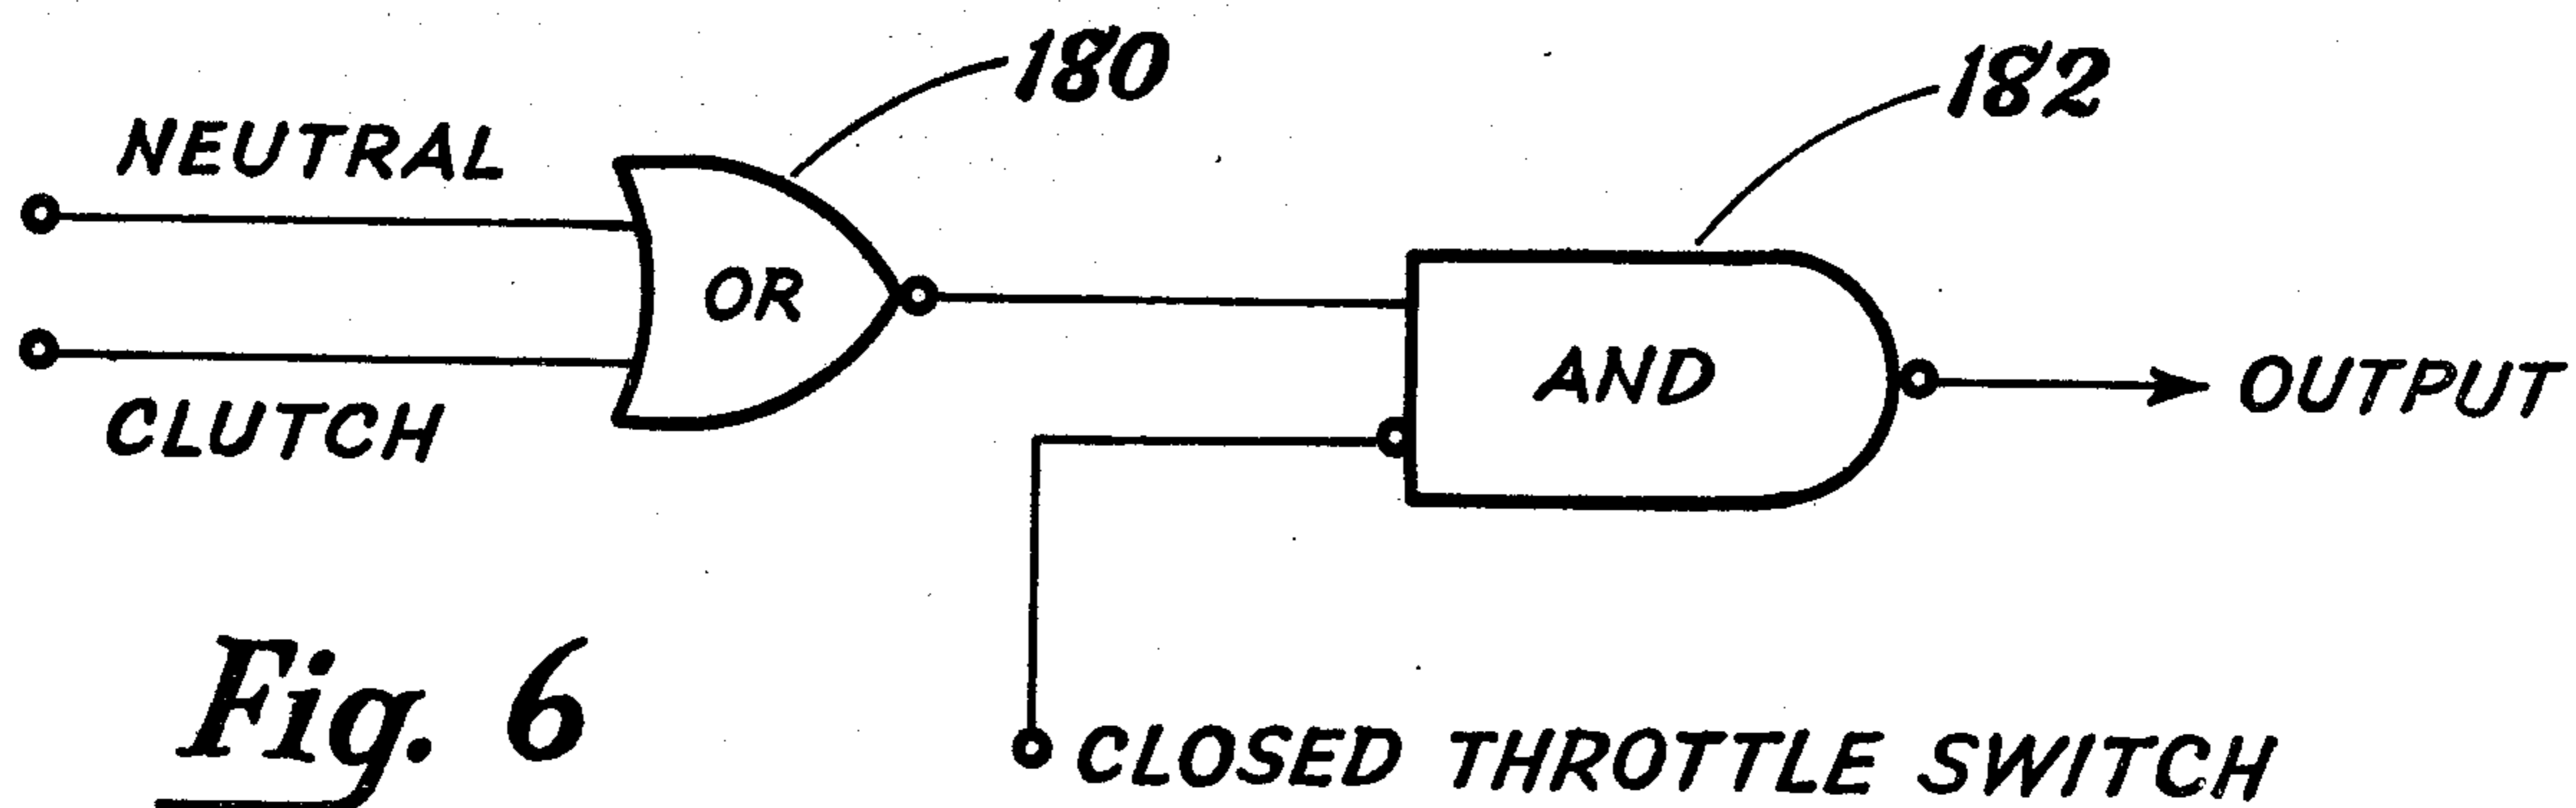 180
182
NEUTRAL
OR
CLUTCH
AND
OUTPUT
Fig. 6
CLOSED THROTTLE SWITCH